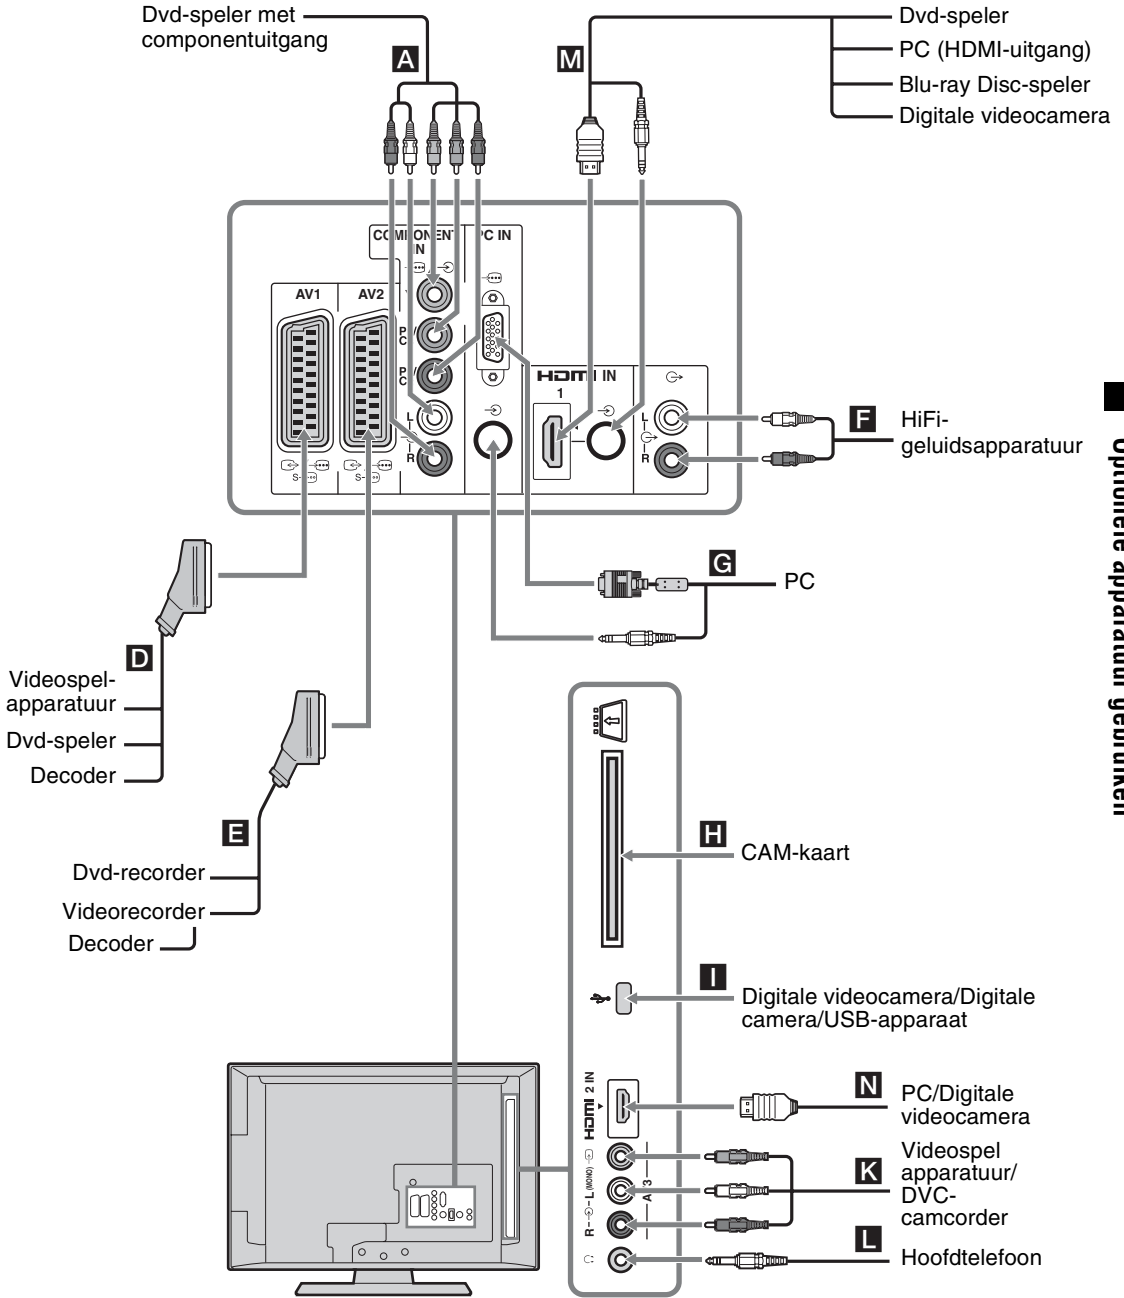 Dvd-speler met
componentuitgang
A
M
Dvd-speler
PC (HDMI-uitgang)
Blu-ray Disc-speler
Digitale videocamera
COMPONENT
IN
PC IN
AV1
AV2
HDMI IN
1
L
R
L
R
S
S
F
HiFi-
geluidsapparatuur
G
PC
D
Videospel-
apparatuur
Dvd-speler
Decoder
E
Dvd-recorder
Videorecorder
Decoder
H
CAM-kaart
I
Digitale videocamera/Digitale
camera/USB-apparaat
HDMI 2 IN
N
PC/Digitale
videocamera
L (MONO)
R
K
Videospel
apparatuur/
DVC-
camcorder
L
Hoofdtelefoon
Optionele apparatuur gebruiken